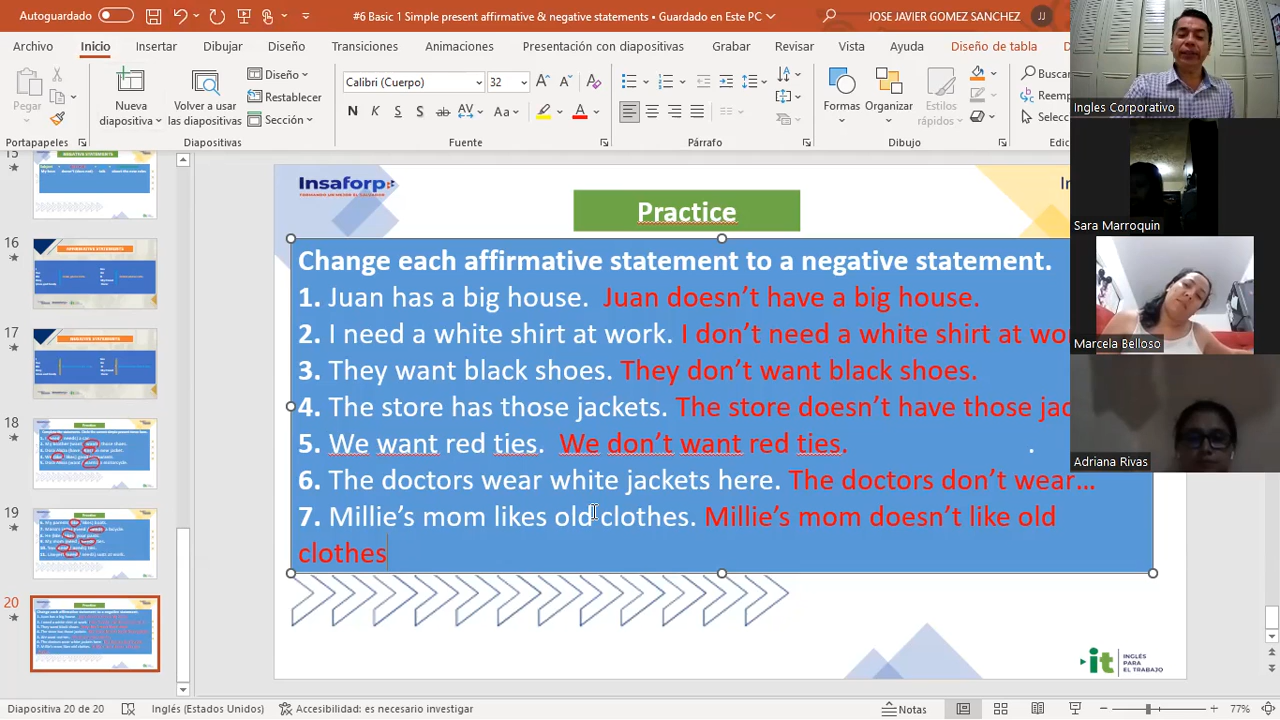 Autoguardado
#6 Basic 1 Simple present affirmative & negative statements • Guardado en Este PC
JOSE JAVIER GOMEZ SANCHEZ
JJ
Archivo Inicio Insertar Dibujar Diseño Transiciones Animaciones Presentación con diapositivas Grabar Revisar Vista Ayuda Diseño de tabla
Pegar
Nueva diapositiva
Volver a usar las diapositivas
Diseño
Restablecer
Sección
Calibri (Cuerpo)
32
N K S ab AV Aa
Formas
Organizar
Estilos rápidos
Buscar
Reemp
Selecc
Portapapeles
Diapositivas
Fuente
Párrafo
Dibujo
Edic
Ingles Corporativo
Sara Marroquin
Marcela Belloso
Adriana Rivas
15
16
17
18
19
20
Insaforp
Practice
Change each affirmative statement to a negative statement.
1. Juan has a big house. Juan doesn't have a big house.
2. I need a white shirt at work. I don't need a white shirt at wor
3. They want black shoes. They don't want black shoes.
4. The store has those jackets. The store doesn't have those jac
5. We want red ties. We don't want red ties. .
6. The doctors wear white jackets here. The doctors don't wear…
7. Millie's mom likes old clothes. Millie's mom doesn't like old
clothes
it
INGLÉS
PARA
EL TRABAJO
Diapositiva 20 de 20
Inglés (Estados Unidos)
Accesibilidad: es necesario investigar
Notas
77%